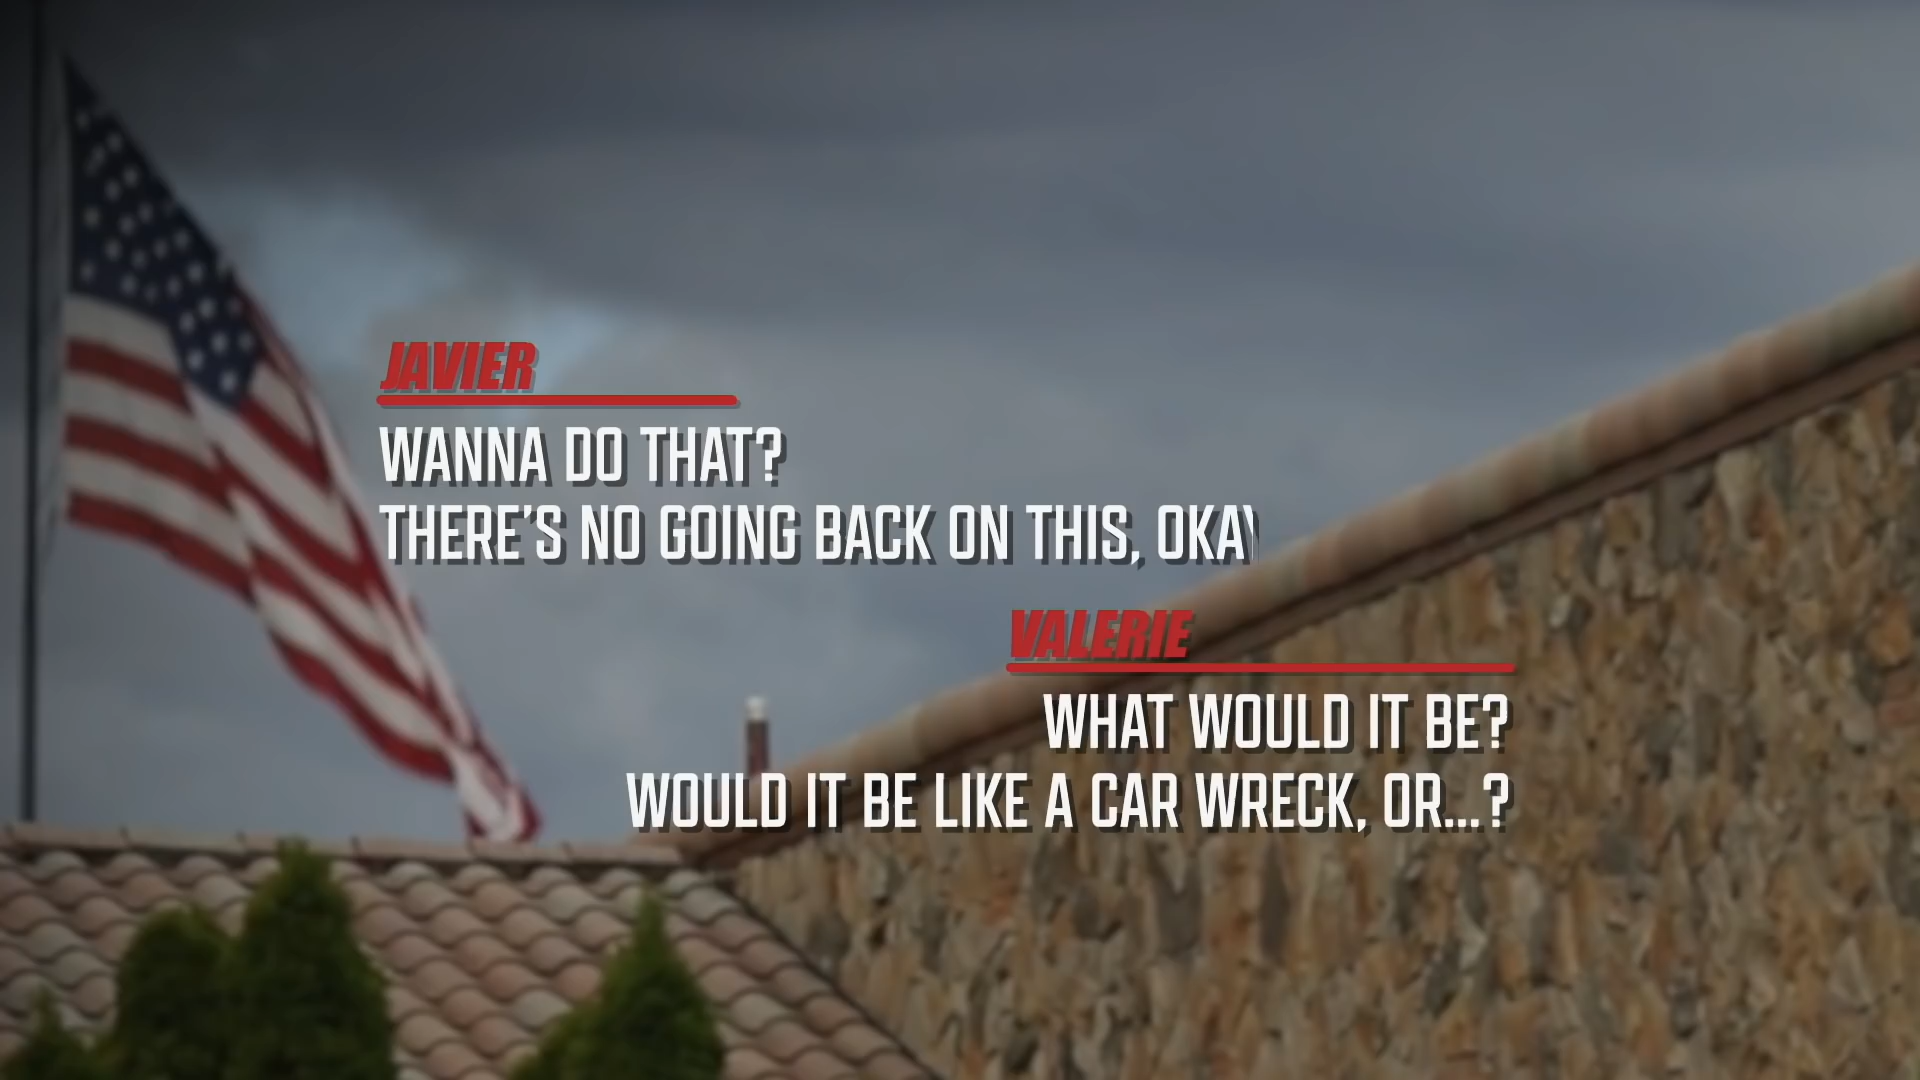 JAVIER
WANNA DO THAT?
THERE'S NO GOING BACK ON THIS, OKAY
VALERIE
WHAT WOULD IT BE?
WOULD IT BE LIKE A CAR WRECK, OR...?